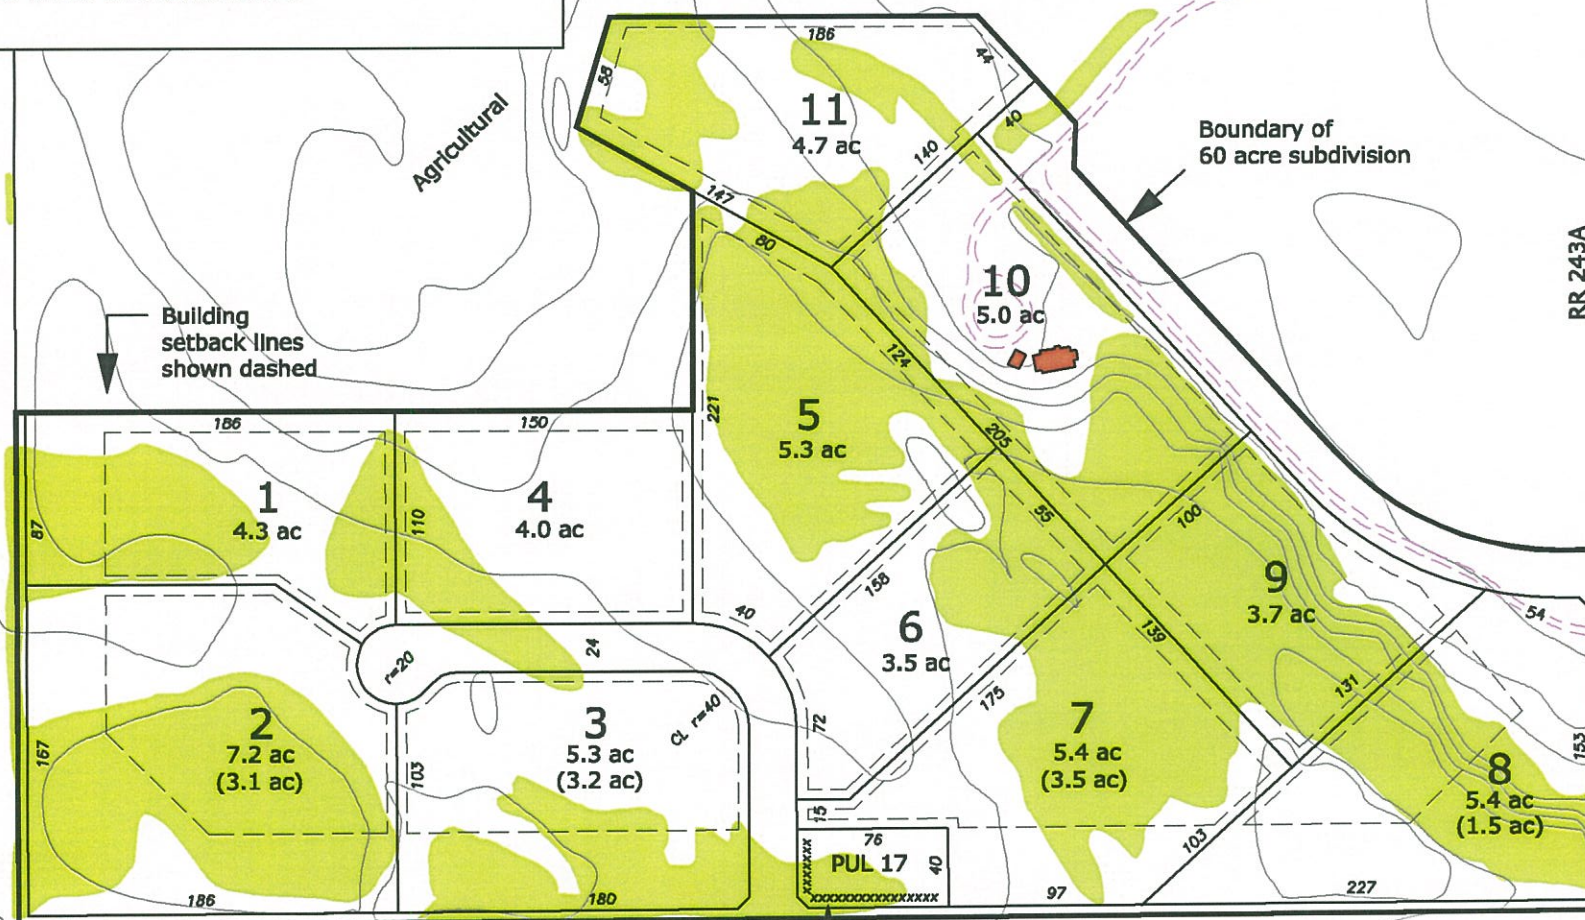 186
44
58
11
4.7 ac
40
140
147
80
Agricultural
Boundary of
60 acre subdivision
RR 243A
10
5.0 ac
Building
setback lines
shown dashed
124
221
5
5.3 ac
205
186
150
1
4.3 ac
87
110
4
4.0 ac
55
100
158
9
3.7 ac
54
40
6
3.5 ac
139
24
r=20
131
175
2
7.2 ac
(3.1 ac)
167
103
3
5.3 ac
(3.2 ac)
CL r=40
72
7
5.4 ac
(3.5 ac)
153
8
5.4 ac
(1.5 ac)
15
76
PUL 17
40
103
xxxxxxx
xxxxxxxxxxxxxxxxx
186
180
97
227